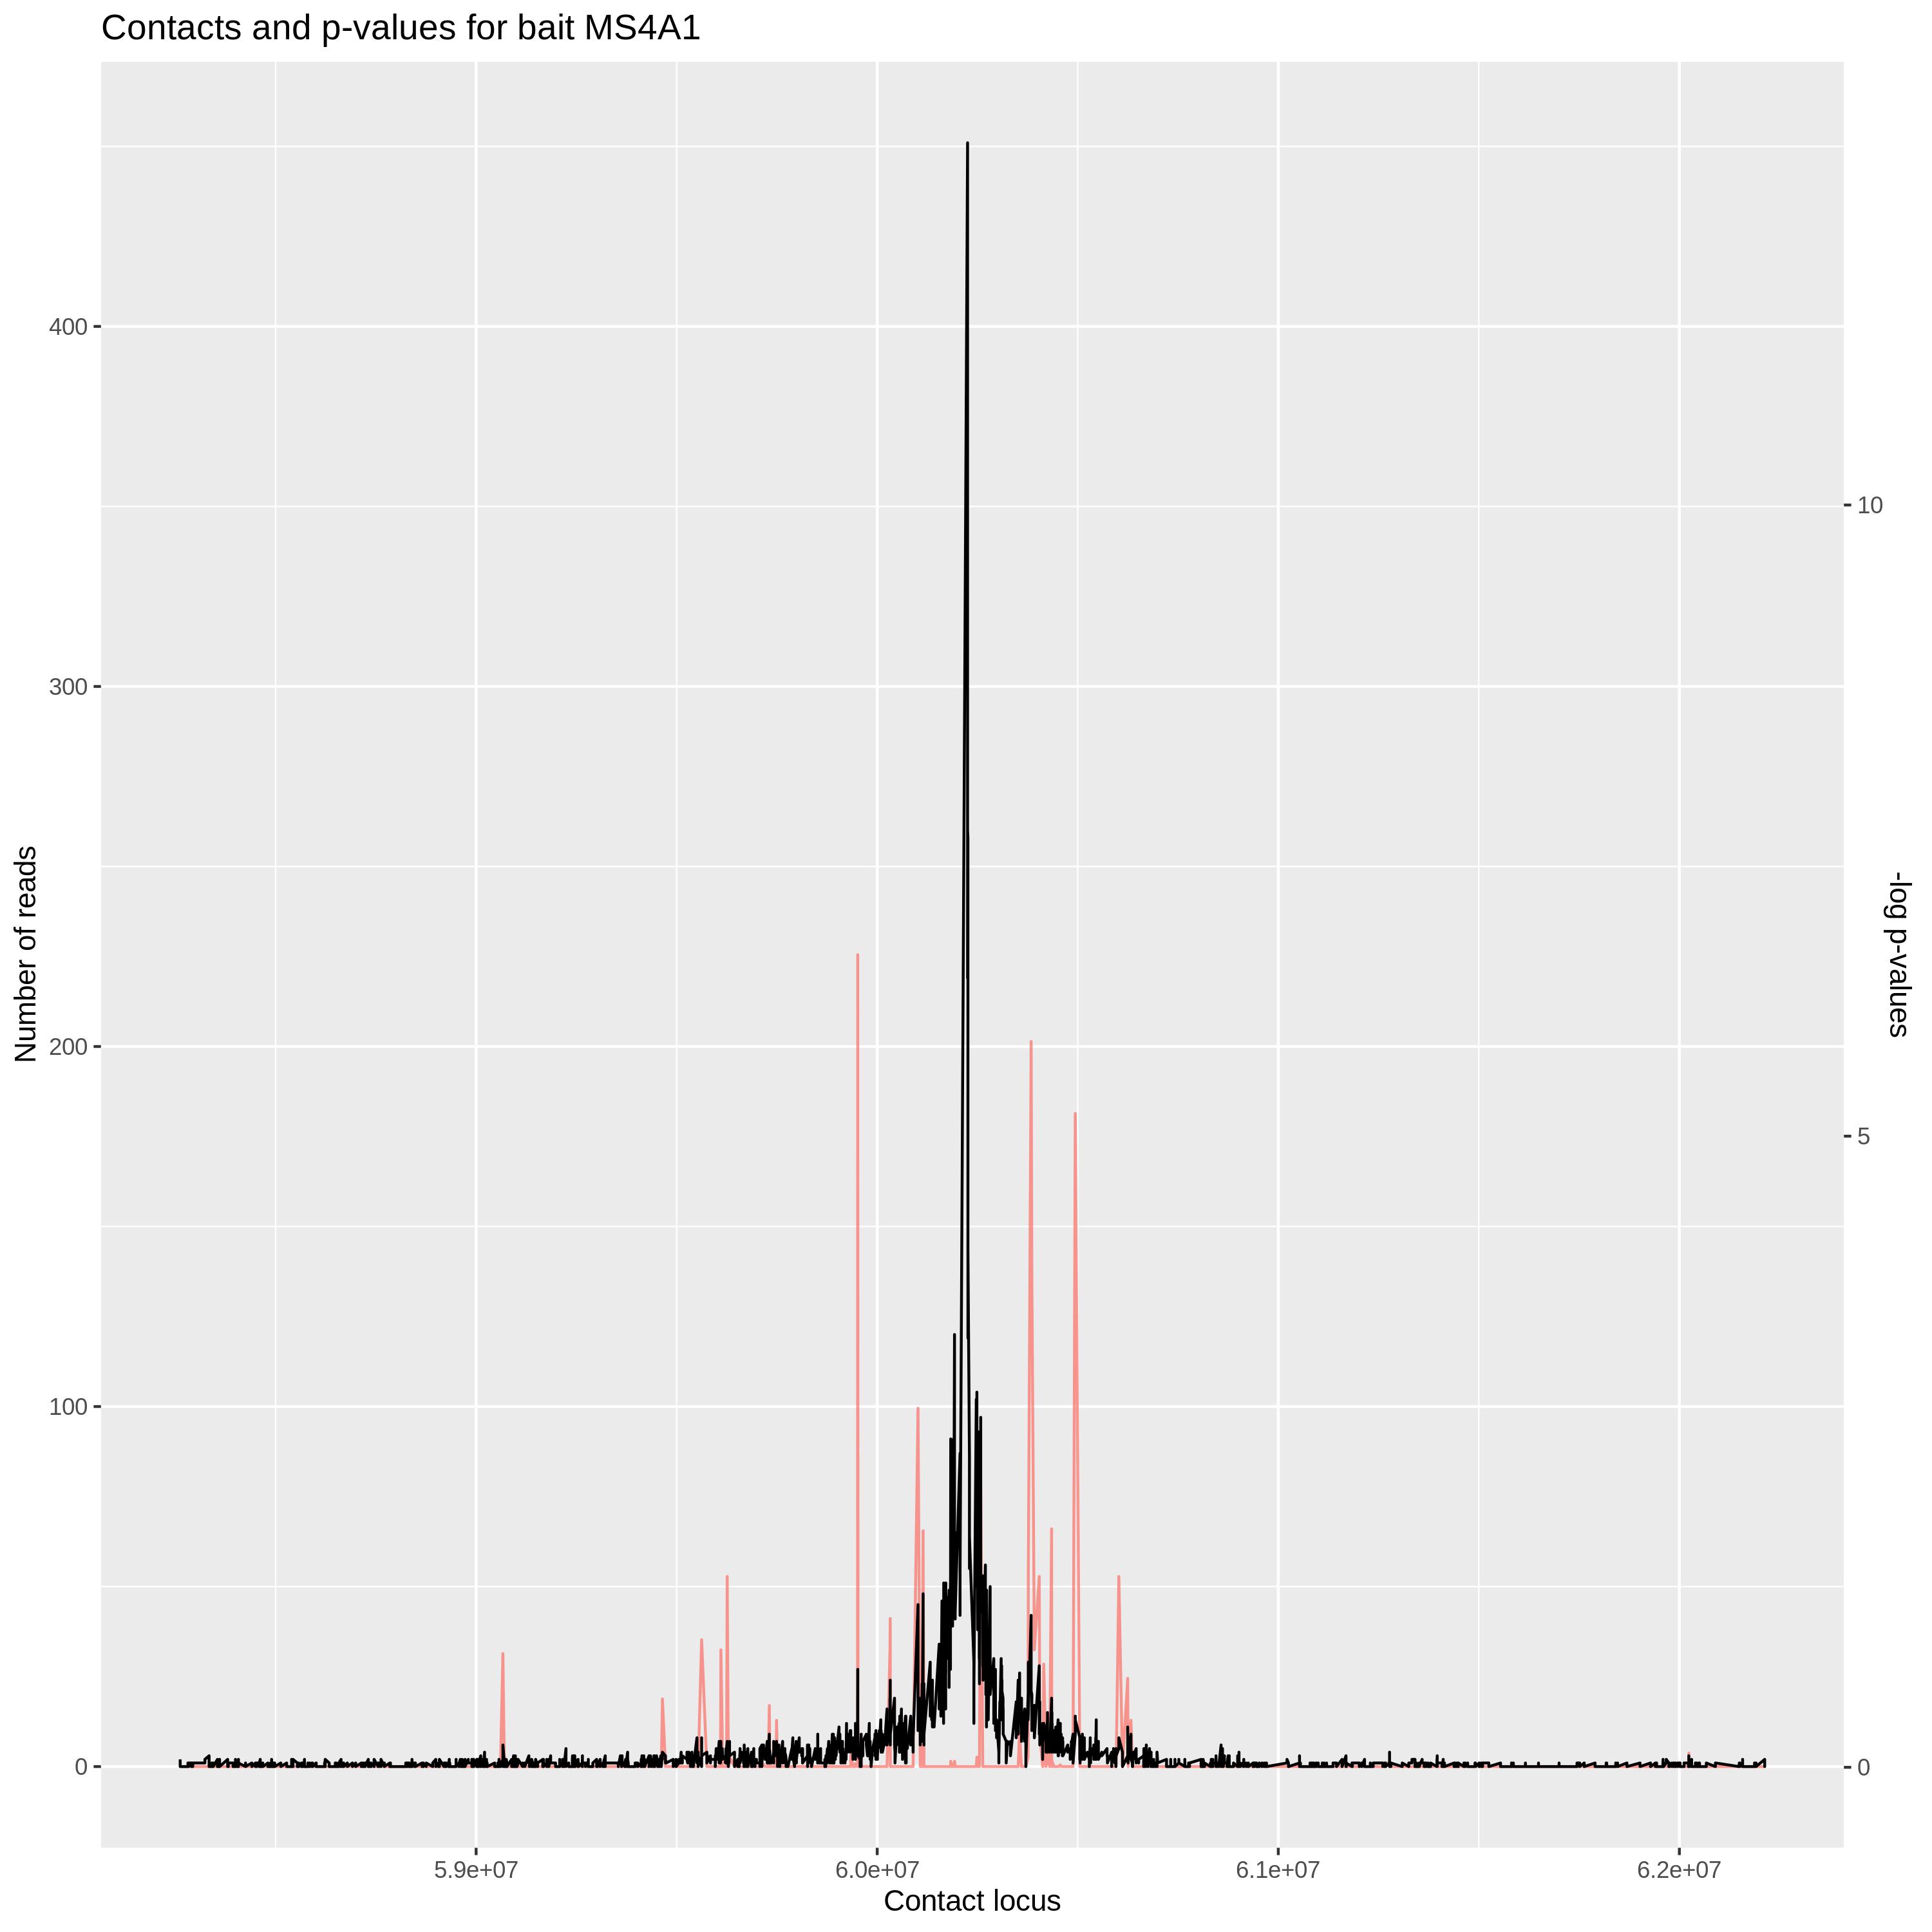 Contacts and p-values for bait MS4A1
400
300
200
100
0
Number of reads
10
5
0
-log p-values
5.9e+07
6.0e+07
6.1e+07
6.2e+07
Contact locus